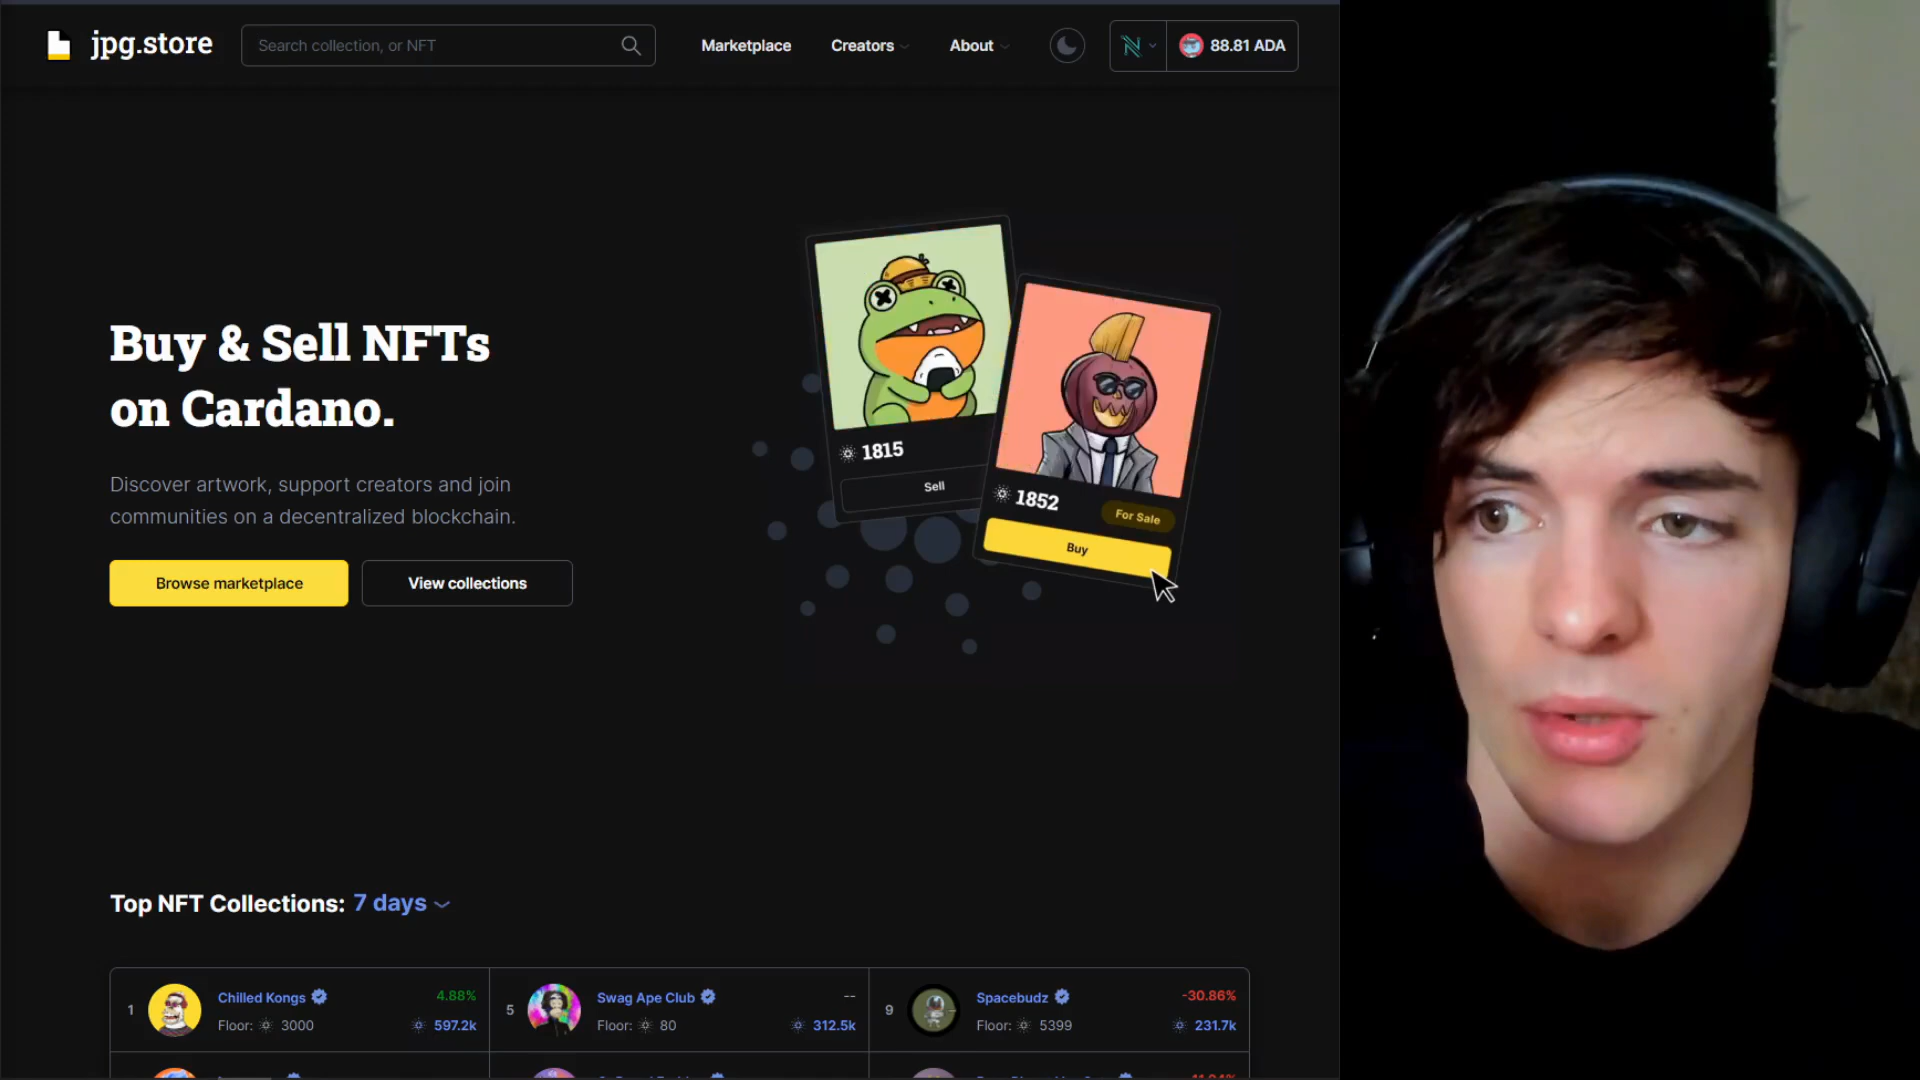 jpg.store
Search collection, or NFT
Marketplace
Creators
About
88.81 ADA
Buy & Sell NFTs
on Cardano.
Discover artwork, support creators and join
communities on a decentralized blockchain.
Browse marketplace
View collections
1815
Sell
1852
For Sale
Buy
Top NFT Collections: 7 days
1
Chilled Kongs
4.88%
Floor: 3000
597.2k
5
Swag Ape Club
--
Floor: 80
312.5k
9
Spacebudz
-30.86%
Floor: 5399
231.7k